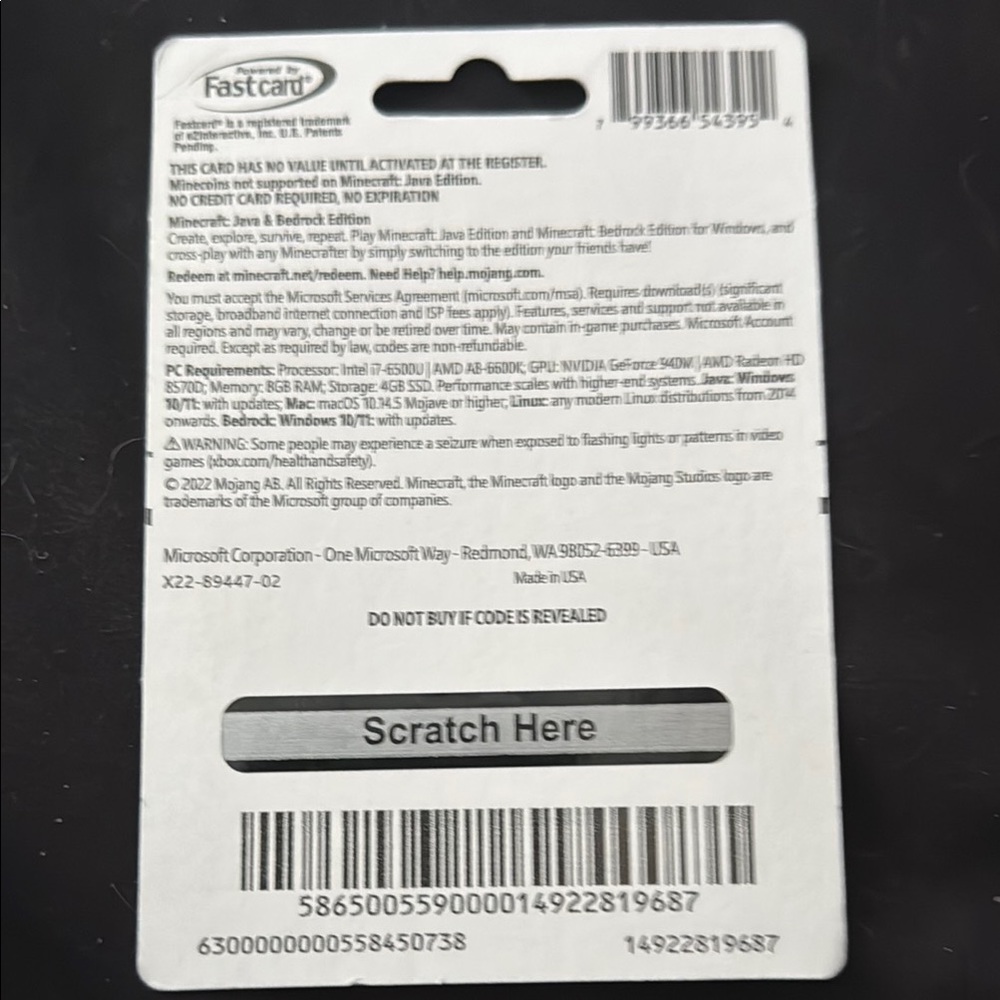 Powered by
Fastcard®
Fastcard® is a registered trademark
of e2interactive, Inc. U.S. Patents
Pending.
7 99366 54395 4
THIS CARD HAS NO VALUE UNTIL ACTIVATED AT THE REGISTER.
Minecoins not supported on Minecraft: Java Edition.
NO CREDIT CARD REQUIRED, NO EXPIRATION
Minecraft: Java & Bedrock Edition
Create, explore, survive, repeat. Play Minecraft: Java Edition and Minecraft: Bedrock Edition for Windows, and
cross-play with any Minecrafter by simply switching to the edition your friends have!
Redeem at minecraft.net/redeem. Need Help? help.mojang.com.
You must accept the Microsoft Services Agreement (microsoft.com/msa). Requires download(s) (significant
storage, broadband internet connection and ISP fees apply). Features, services and support not available in
all regions and may vary, change or be retired over time. May contain in-game purchases. Microsoft Account
required. Except as required by law, codes are non-refundable.
PC Requirements: Processor: Intel i7-6500U | AMD A8-6600K; GPU: NVIDIA GeForce 940M | AMD Radeon HD
8570D; Memory: 8GB RAM; Storage: 4GB SSD. Performance scales with higher-end systems. Java: Windows
10/11: with updates; Mac: macOS 10.14.5 Mojave or higher; Linux: any modern Linux distributions from 2014
onwards. Bedrock: Windows 10/11: with updates.
⚠ WARNING: Some people may experience a seizure when exposed to flashing lights or patterns in video
games (xbox.com/healthandsafety).
© 2022 Mojang AB. All Rights Reserved. Minecraft, the Minecraft logo and the Mojang Studios logo are
trademarks of the Microsoft group of companies.
Microsoft Corporation - One Microsoft Way - Redmond, WA 98052-6399 - USA
X22-89447-02 Made in USA
DO NOT BUY IF CODE IS REVEALED
Scratch Here
586500559000014922819687
6300000000558450738 14922819687